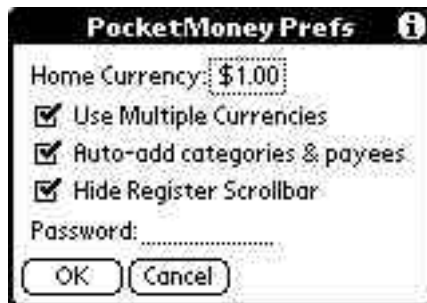 PocketMoney Prefs i
Home Currency: $1.00
Use Multiple Currencies
Auto-add categories & payees
Hide Register Scrollbar
Password:
OK Cancel